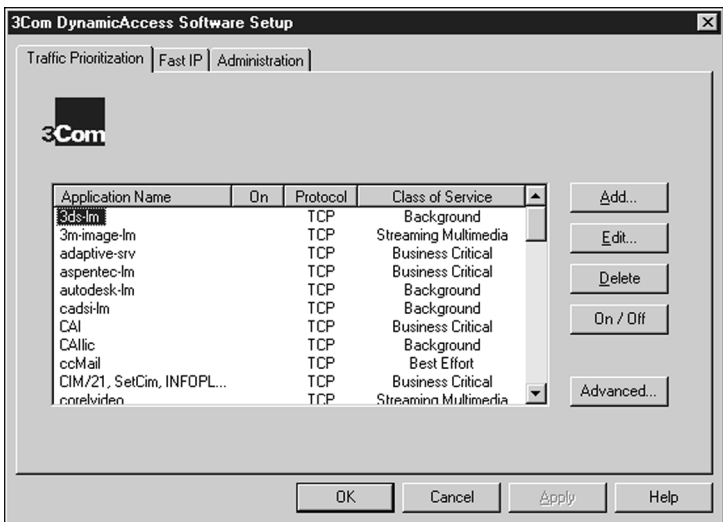 3Com DynamicAccess Software Setup
Traffic Prioritization Fast IP Administration
3Com
Application Name On Protocol Class of Service
3ds-lm TCP Background
3m-image-lm TCP Streaming Multimedia
adaptive-srv TCP Business Critical
aspentec-lm TCP Business Critical
autodesk-lm TCP Background
cadsi-lm TCP Background
CAI TCP Business Critical
CAIlic TCP Background
ccMail TCP Best Effort
CIM/21, SetCim, INFOPL... TCP Business Critical
corelvideo TCP Streaming Multimedia
Add...
Edit...
Delete
On / Off
Advanced...
OK Cancel Apply Help